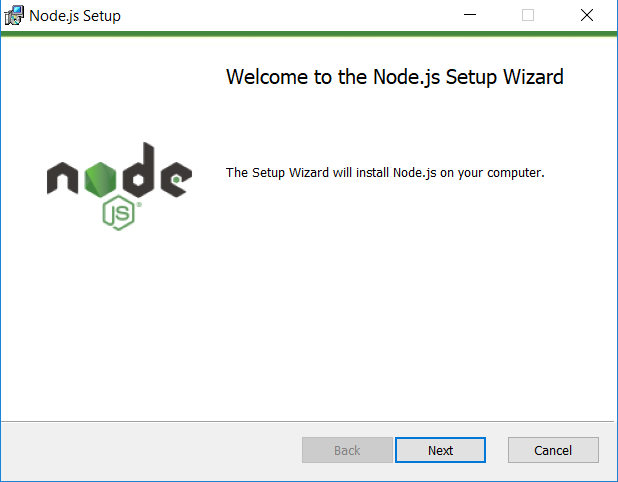 Node.js Setup
Welcome to the Node.js Setup Wizard
node
JS
The Setup Wizard will install Node.js on your computer.
Back
Next
Cancel